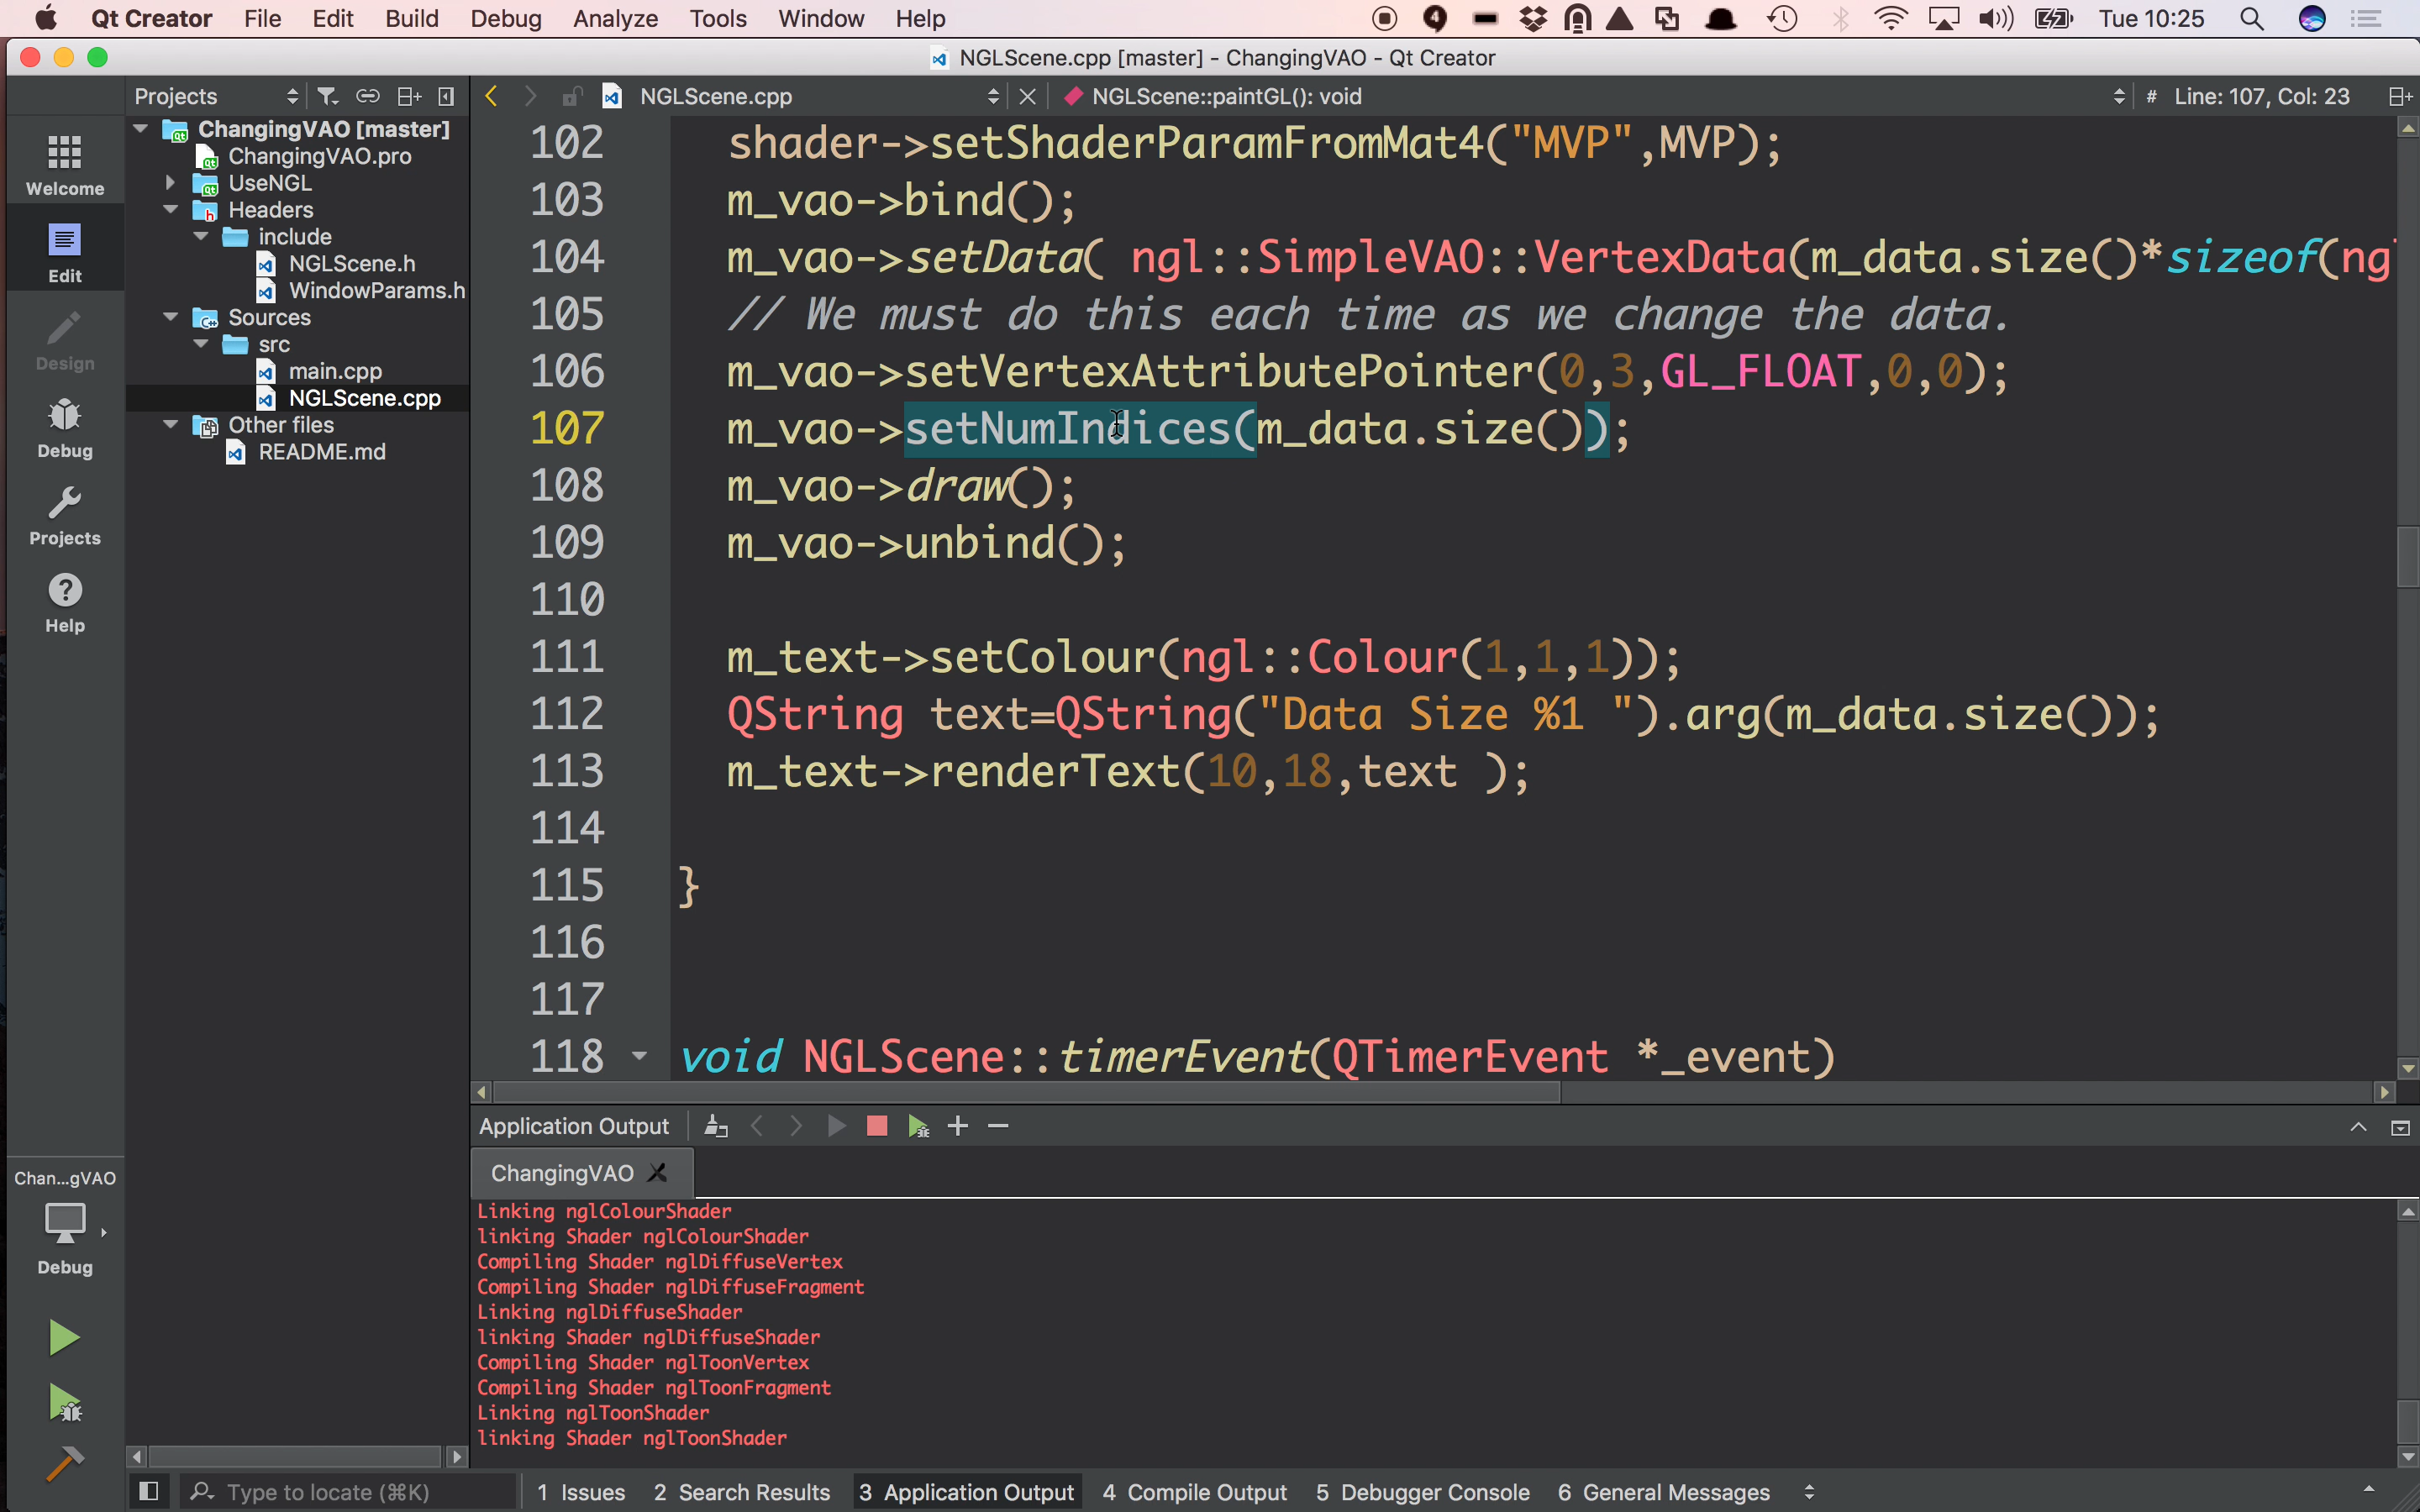 Qt Creator File Edit Build Debug Analyze Tools Window Help Tue 10:25
NGLScene.cpp [master] - ChangingVAO - Qt Creator
Projects NGLScene.cpp NGLScene::paintGL(): void # Line: 107, Col: 23
Welcome
Edit
Design
Debug
Projects
Help
ChangingVAO [master]
ChangingVAO.pro
UseNGL
Headers
include
NGLScene.h
WindowParams.h
Sources
src
main.cpp
NGLScene.cpp
Other files
README.md
102 shader->setShaderParamFromMat4("MVP",MVP);
103 m_vao->bind();
104 m_vao->setData( ngl::SimpleVAO::VertexData(m_data.size()*sizeof(ng
105 // We must do this each time as we change the data.
106 m_vao->setVertexAttributePointer(0,3,GL_FLOAT,0,0);
107 m_vao->setNumIndices(m_data.size());
108 m_vao->draw();
109 m_vao->unbind();
110
111 m_text->setColour(ngl::Colour(1,1,1));
112 QString text=QString("Data Size %1 ").arg(m_data.size());
113 m_text->renderText(10,18,text );
114
115 }
116
117
118 void NGLScene::timerEvent(QTimerEvent *_event)
Application Output
ChangingVAO
Linking nglColourShader
linking Shader nglColourShader
Compiling Shader nglDiffuseVertex
Compiling Shader nglDiffuseFragment
Linking nglDiffuseShader
linking Shader nglDiffuseShader
Compiling Shader nglToonVertex
Compiling Shader nglToonFragment
Linking nglToonShader
linking Shader nglToonShader
Chan...gVAO
Debug
Type to locate (⌘K) 1 Issues 2 Search Results 3 Application Output 4 Compile Output 5 Debugger Console 6 General Messages